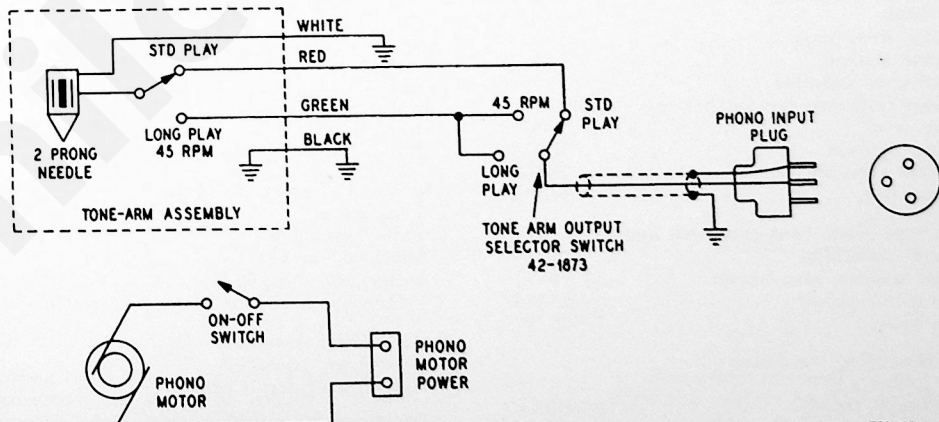 WHITE
STD PLAY
RED
GREEN
45 RPM
STD
PLAY
PHONO INPUT
PLUG
2 PRONG
NEEDLE
LONG PLAY
45 RPM
BLACK
LONG
PLAY
TONE-ARM ASSEMBLY
TONE ARM OUTPUT
SELECTOR SWITCH
42-1873
ON-OFF
SWITCH
PHONO
MOTOR
POWER
PHONO
MOTOR